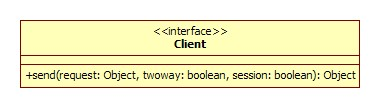 <<interface>>
Client
+send(request: Object, twoway: boolean, session: boolean): Object